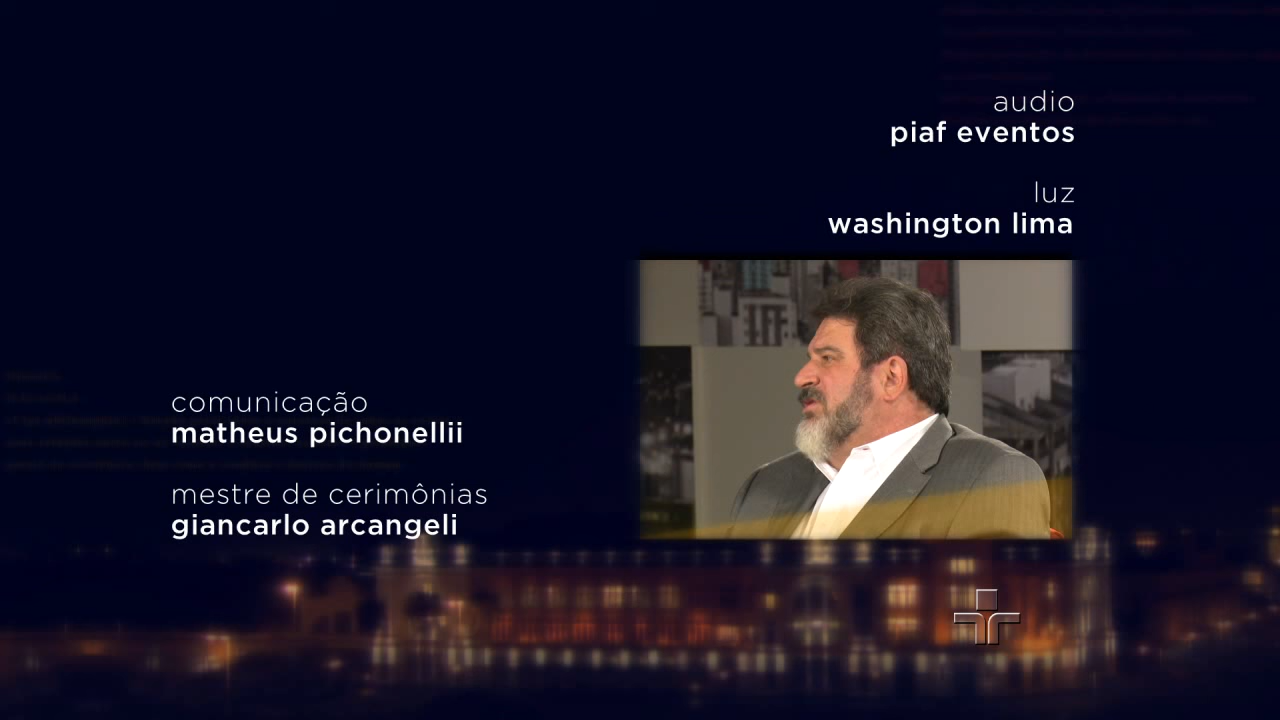 audio
piaf eventos
luz
washington lima
comunicação
matheus pichonellii
mestre de cerimônias
giancarlo arcangeli